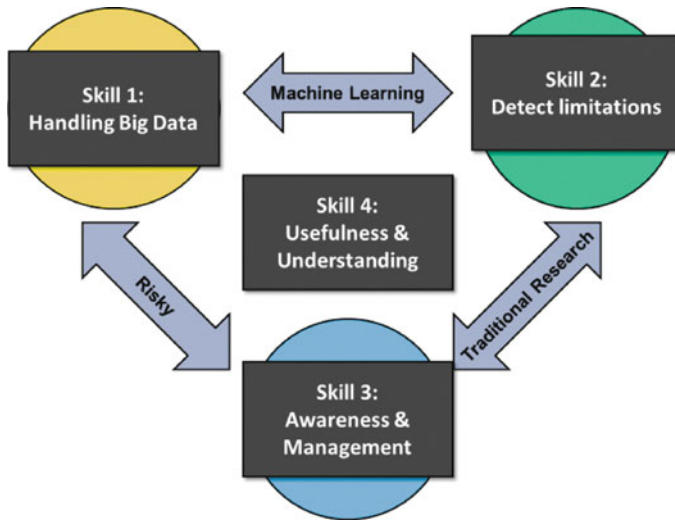 Skill 1:
Handling Big Data
Machine Learning
Skill 2:
Detect limitations
Skill 4:
Usefulness &
Understanding
Risky
Traditional Research
Skill 3:
Awareness &
Management